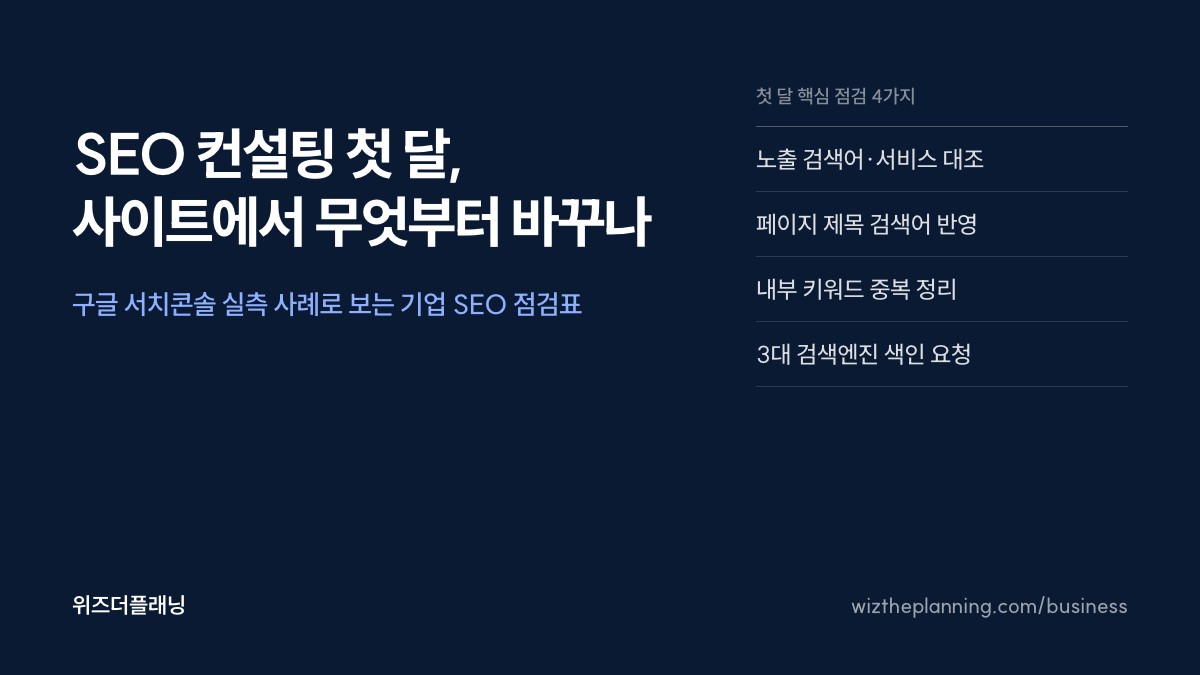 SEO 컨설팅 첫 달,
사이트에서 무엇부터 바꾸나
구글 서치콘솔 실측 사례로 보는 기업 SEO 점검표
첫 달 핵심 점검 4가지
노출 검색어·서비스 대조
페이지 제목 검색어 반영
내부 키워드 중복 정리
3대 검색엔진 색인 요청
위즈더플래닝
wiztheplanning.com/business